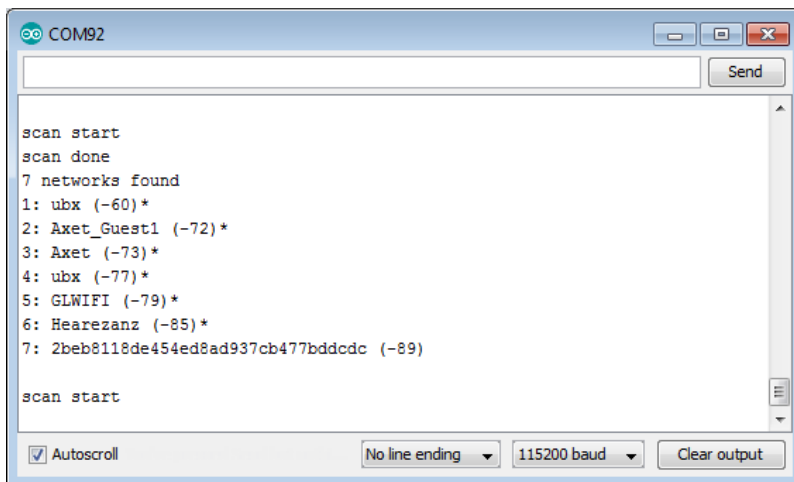 COM92
Send
scan start
scan done
7 networks found
1: ubx (-60)*
2: Axet_Guest1 (-72)*
3: Axet (-73)*
4: ubx (-77)*
5: GLWIFI (-79)*
6: Hearezanz (-85)*
7: 2beb8118de454ed8ad937cb477bddcdc (-89)
scan start
Autoscroll No line ending 115200 baud Clear output